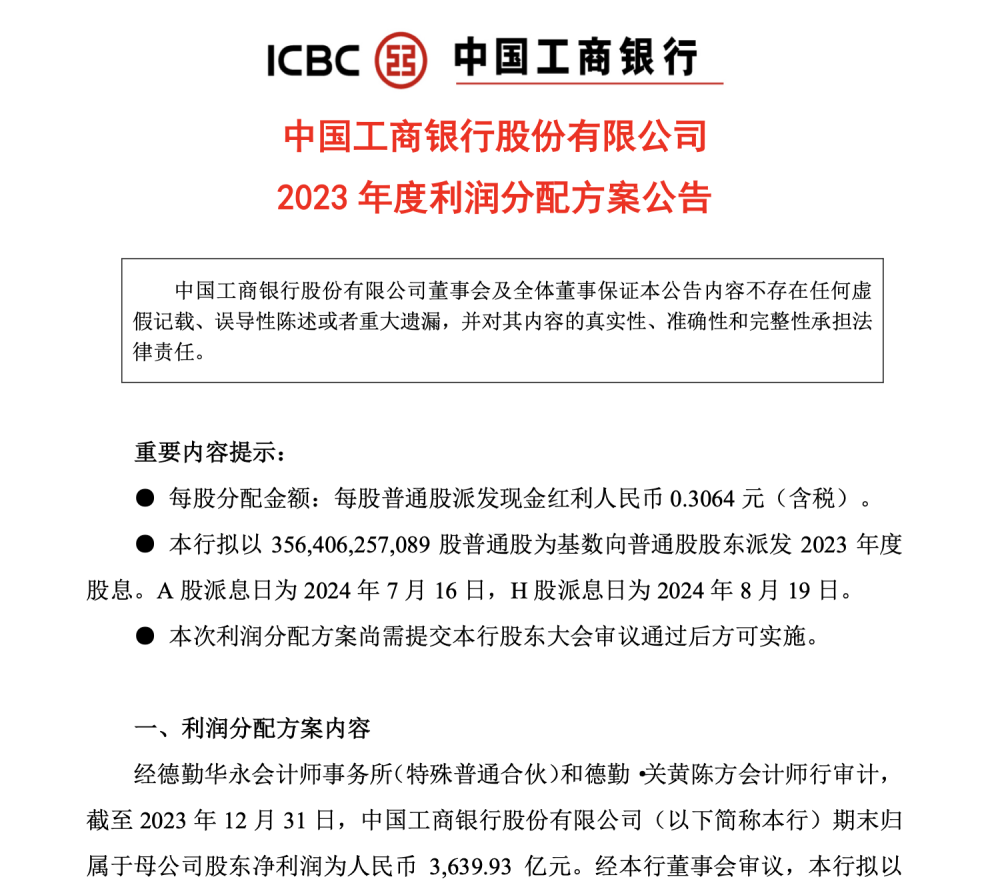 ICBC 中国工商银行
中国工商银行股份有限公司
2023 年度利润分配方案公告
中国工商银行股份有限公司董事会及全体董事保证本公告内容不存在任何虚
假记载、误导性陈述或者重大遗漏，并对其内容的真实性、准确性和完整性承担法
律责任。
重要内容提示：
● 每股分配金额：每股普通股派发现金红利人民币 0.3064 元（含税）。
● 本行拟以 356,406,257,089 股普通股为基数向普通股股东派发 2023 年度
股息。A 股派息日为 2024 年 7 月 16 日，H 股派息日为 2024 年 8 月 19 日。
● 本次利润分配方案尚需提交本行股东大会审议通过后方可实施。
一、利润分配方案内容
经德勤华永会计师事务所（特殊普通合伙）和德勤 •关黄陈方会计师行审计，
截至 2023 年 12 月 31 日，中国工商银行股份有限公司（以下简称本行）期末归
属于母公司股东净利润为人民币 3,639.93 亿元。经本行董事会审议，本行拟以